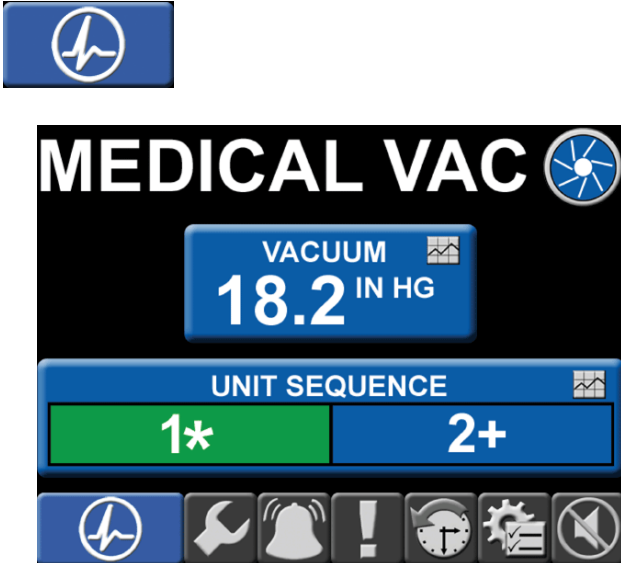 MEDICAL VAC
VACUUM
18.2 IN HG
UNIT SEQUENCE
1* 2+
!